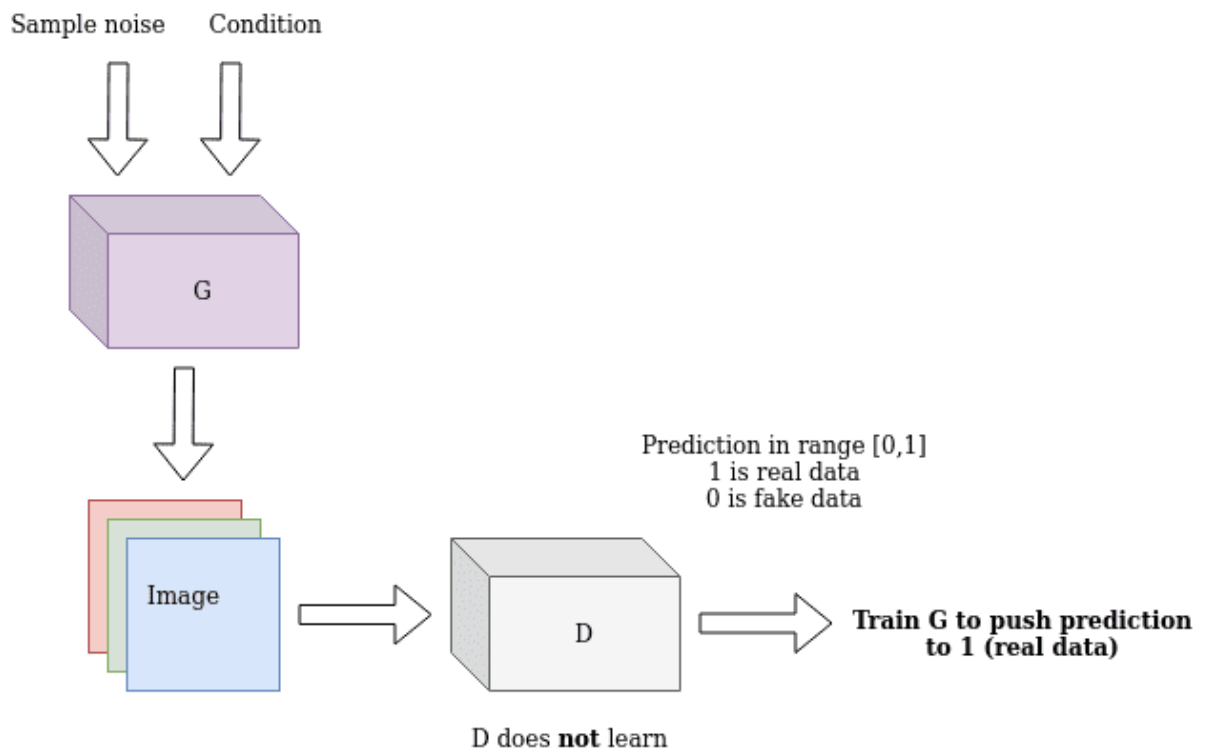 Sample noise
Condition
G
Image
Prediction in range [0,1]
1 is real data
0 is fake data
D
Train G to push prediction
to 1 (real data)
D does not learn